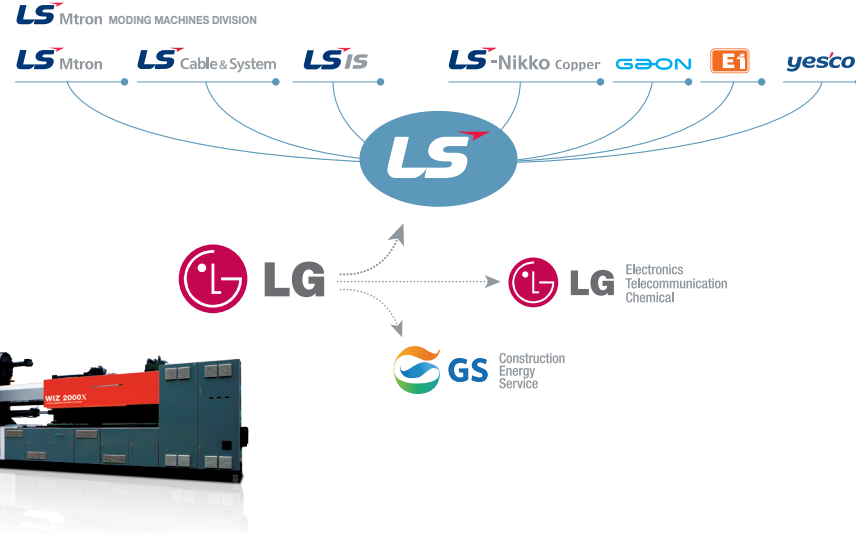 LS Mtron MODING MACHINES DIVISION
LS Mtron
LS Cable & System
LS is
LS-Nikko Copper
GAON
E1
yesco
LS
LG
LG
Electronics
Telecommunication
Chemical
GS
Construction
Energy
Service
WIZ 2000X